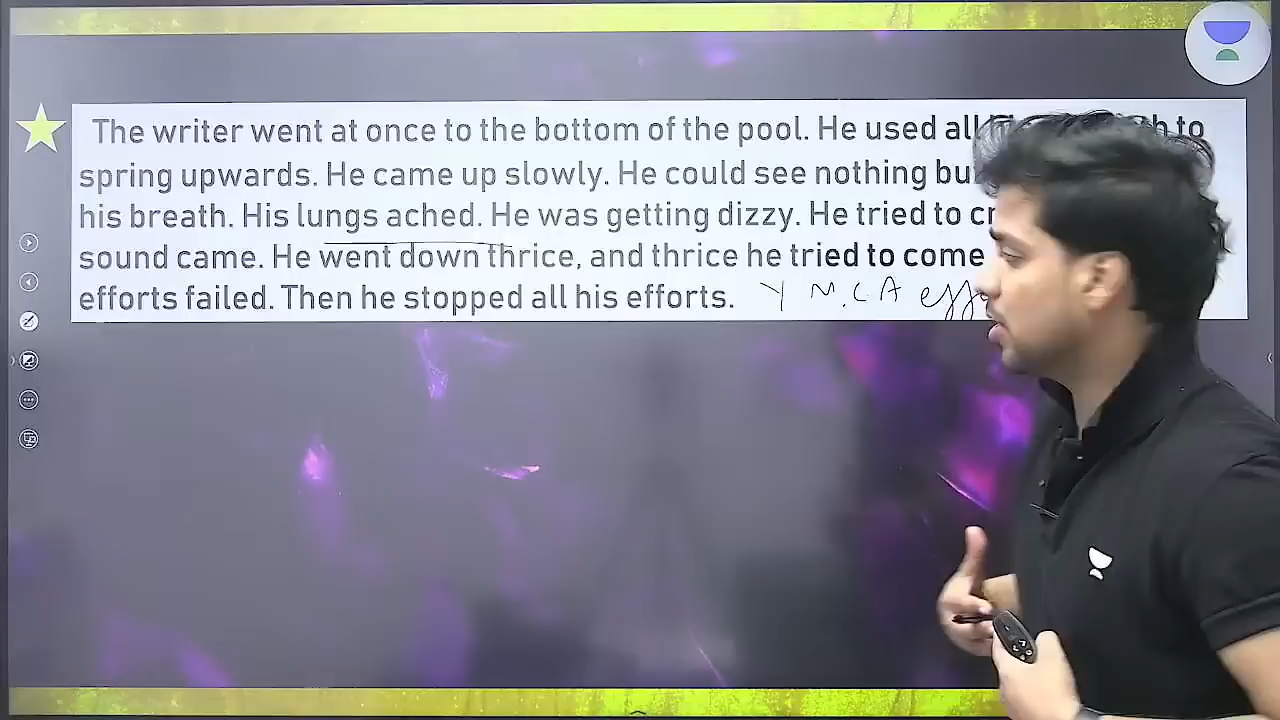 The writer went at once to the bottom of the pool. He used all to
spring upwards. He came up slowly. He could see nothing
his breath. His lungs ached. He was getting dizzy. He tried to
sound came. He went down thrice, and thrice he tried to come
efforts failed. Then he stopped all his efforts. Y M.C A